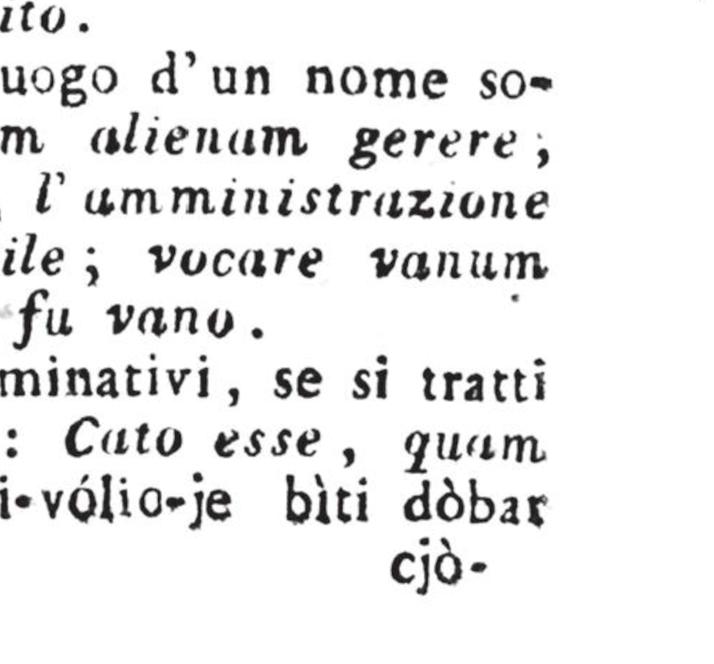 ito.
uogo d'un nome so-
m alienam gerere;
l'amministrazione
ile; vocare vanum
fu vano.
minativi, se si tratti
: Cato esse, quam
i-vólio-je bìti dòbar
cjò-